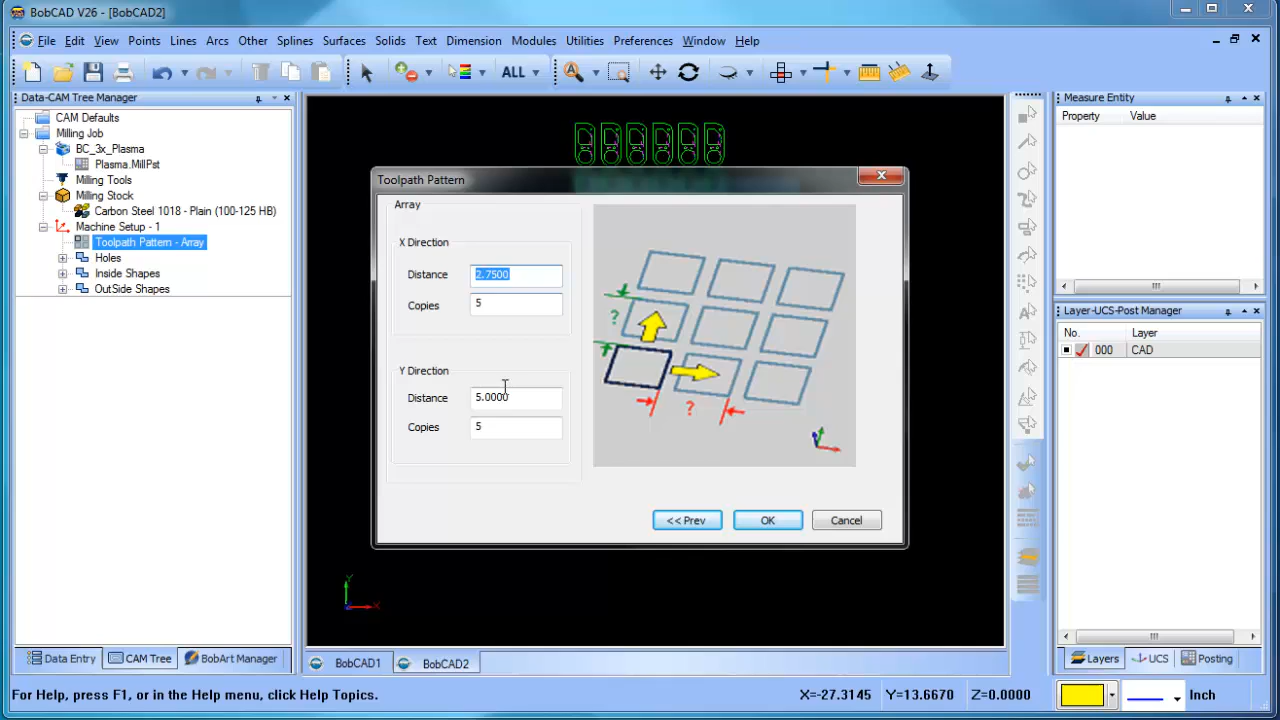 BobCAD V26 - [BobCAD2]
File Edit View Points Lines Arcs Other Splines Surfaces Solids Text Dimension Modules Utilities Preferences Window Help
ALL
Data-CAM Tree Manager
CAM Defaults
Milling Job
BC_3x_Plasma
Plasma.MillPst
Milling Tools
Milling Stock
Carbon Steel 1018 - Plain (100-125 HB)
Machine Setup - 1
Toolpath Pattern - Array
Holes
Inside Shapes
OutSide Shapes
Data Entry CAM Tree BobArt Manager
Toolpath Pattern
Array
X Direction
Distance 2.7500
Copies 5
Y Direction
Distance 5.0000
Copies 5
?
?
<< Prev OK Cancel
Y
X
BobCAD1 BobCAD2
Measure Entity
Property Value
Layer-UCS-Post Manager
No. Layer
000 CAD
Layers UCS Posting
For Help, press F1, or in the Help menu, click Help Topics. X=-27.3145 Y=13.6670 Z=0.0000 Inch